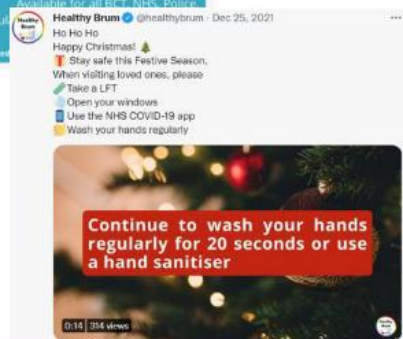 Available for all BCT, NHS, Police
Healthy Brum @healthybrum · Dec 25, 2021
Ho Ho Ho
Happy Christmas! 🎄
Stay safe this Festive Season.
When visiting loved ones, please
Take a LFT
Open your windows
Use the NHS COVID-19 app
Wash your hands regularly
Continue to wash your hands
regularly for 20 seconds or use
a hand sanitiser
0:14 314 views